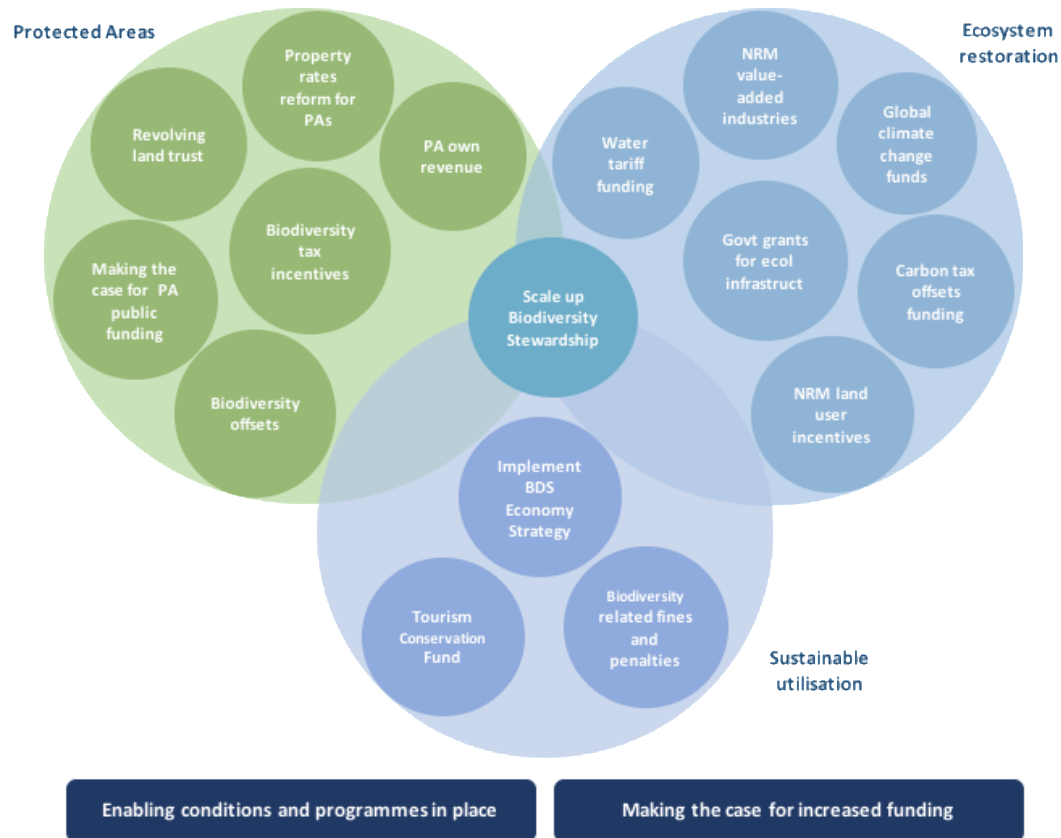 Protected Areas
Ecosystem
restoration
Property
rates
reform for
PAs
Revolving
land trust
PA own
revenue
Biodiversity
tax
incentives
Making the
case for PA
public
funding
Biodiversity
offsets
NRM
value-
added
industries
Water
tariff
funding
Global
climate
change
funds
Govt grants
for ecol
infrastruct
Carbon tax
offsets
funding
NRM land
user
incentives
Scale up
Biodiversity
Stewardship
Implement
BDS
Economy
Strategy
Tourism
Conservation
Fund
Biodiversity
related fines
and
penalties
Sustainable
utilisation
Enabling conditions and programmes in place
Making the case for increased funding